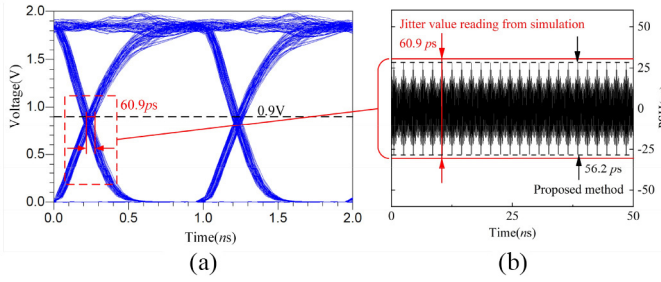 2.0
1.5
1.0
0.5
0.0
Voltage(V)
60.9ps
0.9V
0.0
0.5
1.0
1.5
2.0
Time(ns)
(a)
Jitter value reading from simulation
60.9 ps
56.2 ps
Proposed method
50
25
0
-25
-50
0
25
50
Time(ns)
(b)